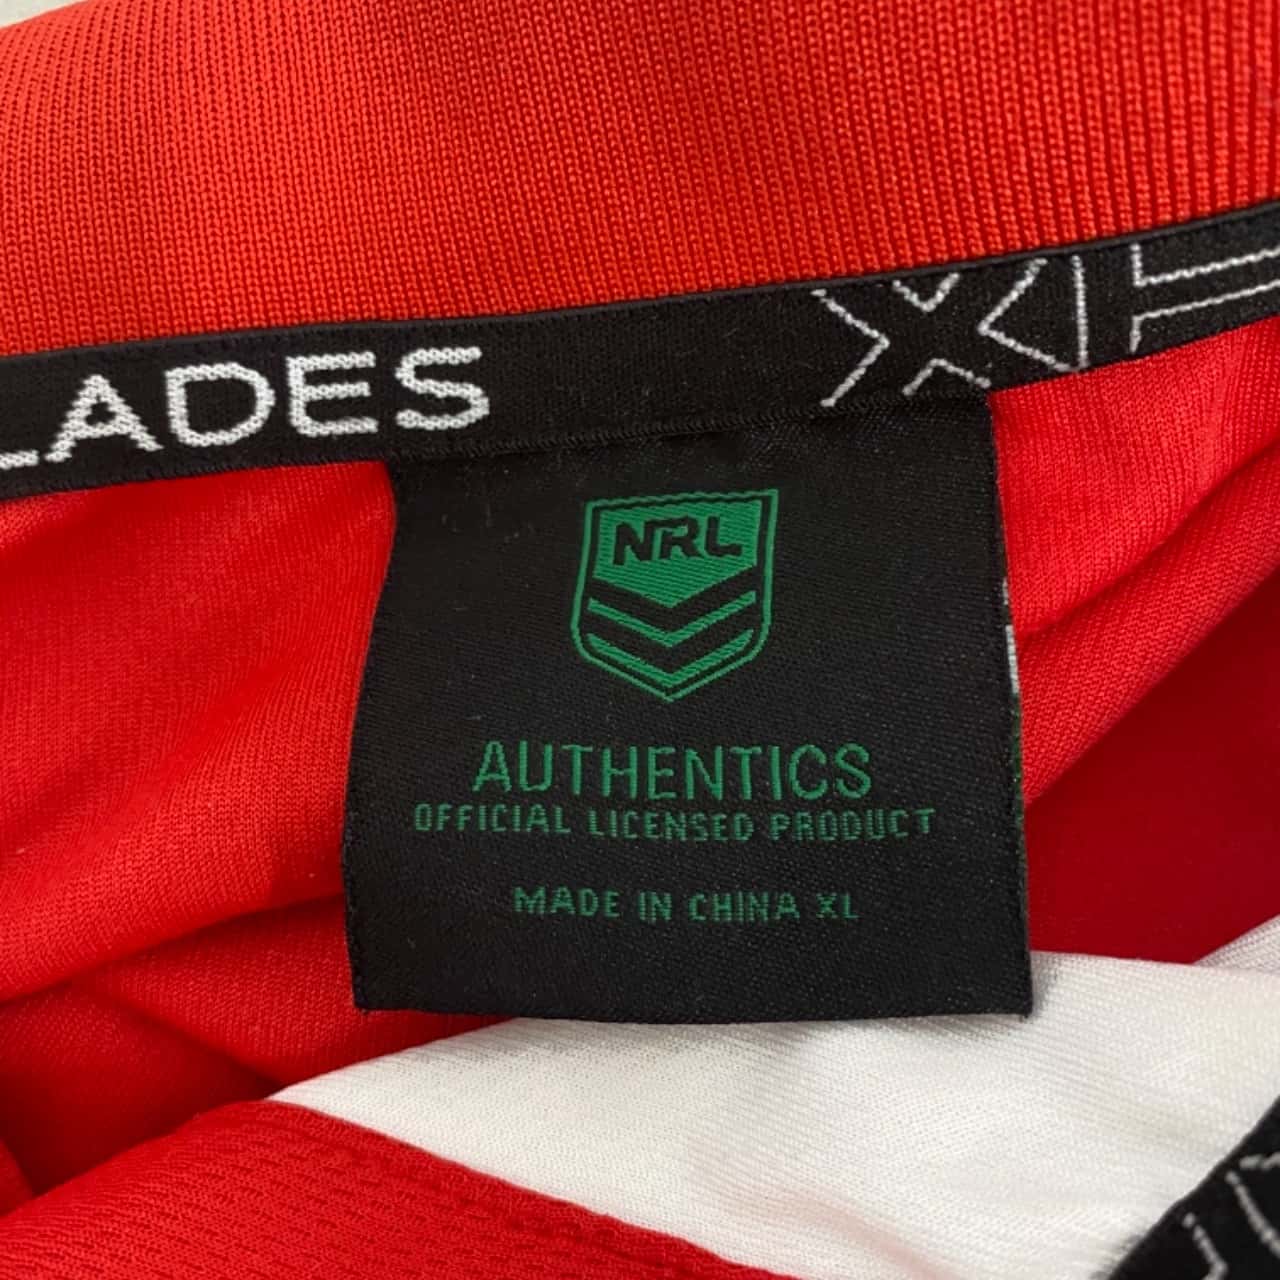 LADES
NRL
AUTHENTICS
OFFICIAL LICENSED PRODUCT
MADE IN CHINA XL